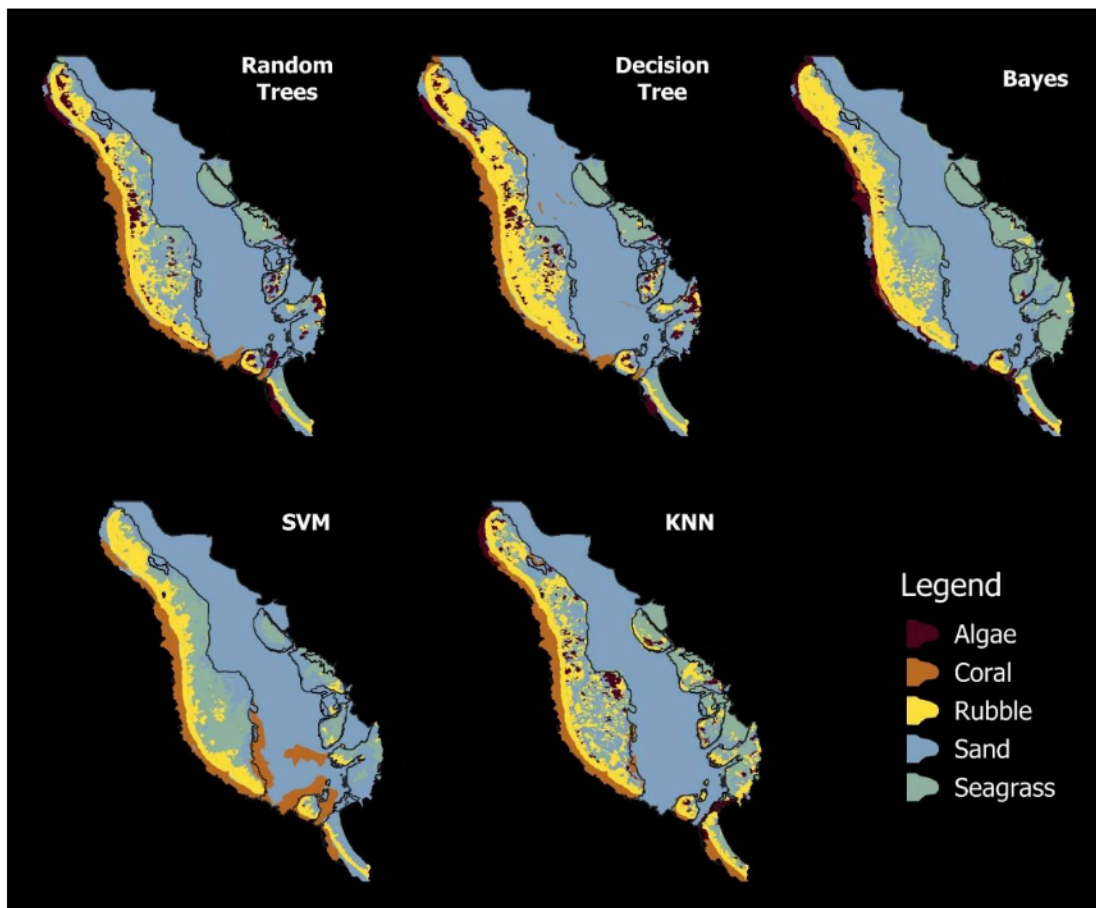 Random
Trees
Decision
Tree
Bayes
SVM
KNN
Legend
Algae
Coral
Rubble
Sand
Seagrass